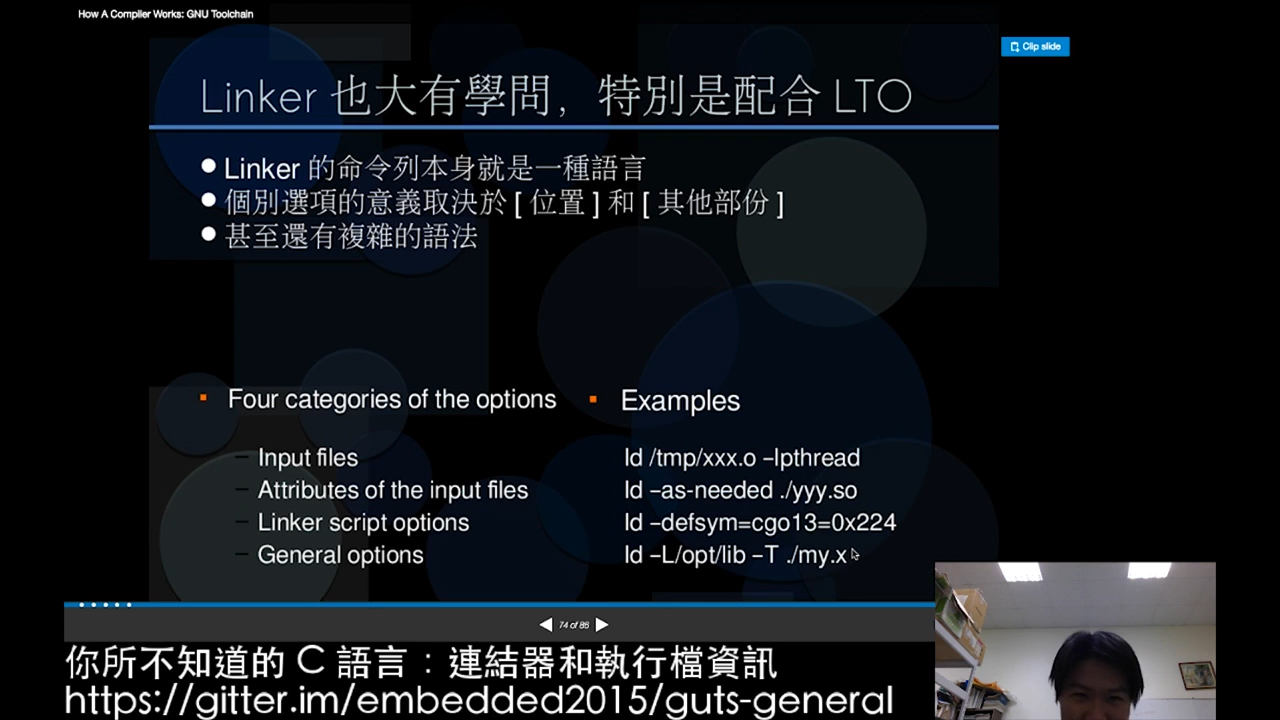 How A Compiler Works: GNU Toolchain
Clip slide
Linker 也大有學問，特別是配合 LTO
Linker 的命令列本身就是一種語言
個別選項的意義取決於 [ 位置 ] 和 [ 其他部份 ]
甚至還有複雜的語法
Four categories of the options
Examples
– Input files
ld /tmp/xxx.o –lpthread
– Attributes of the input files
ld –as-needed ./yyy.so
– Linker script options
ld –defsym=cgo13=0x224
– General options
ld –L/opt/lib –T ./my.x
74 of 86
你所不知道的 C 語言：連結器和執行檔資訊
https://gitter.im/embedded2015/guts-general